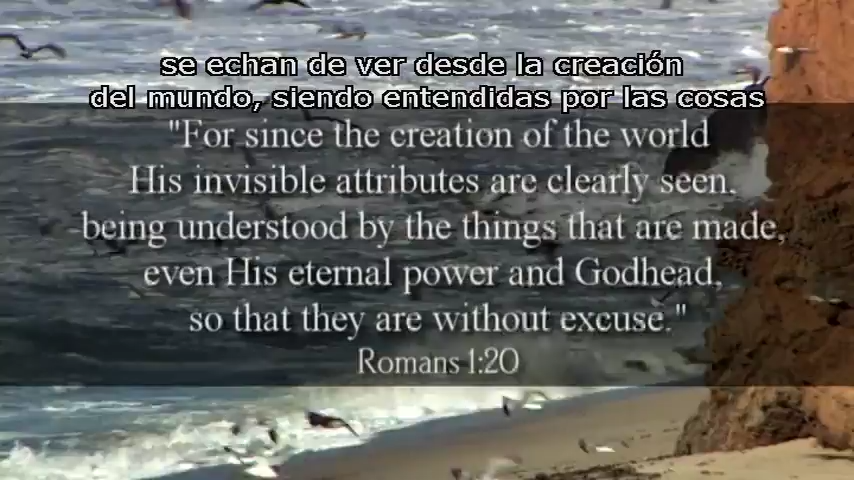 se echan de ver desde la creación
del mundo, siendo entendidas por las cosas
"For since the creation of the world
His invisible attributes are clearly seen,
being understood by the things that are made,
even His eternal power and Godhead,
so that they are without excuse."
Romans 1:20